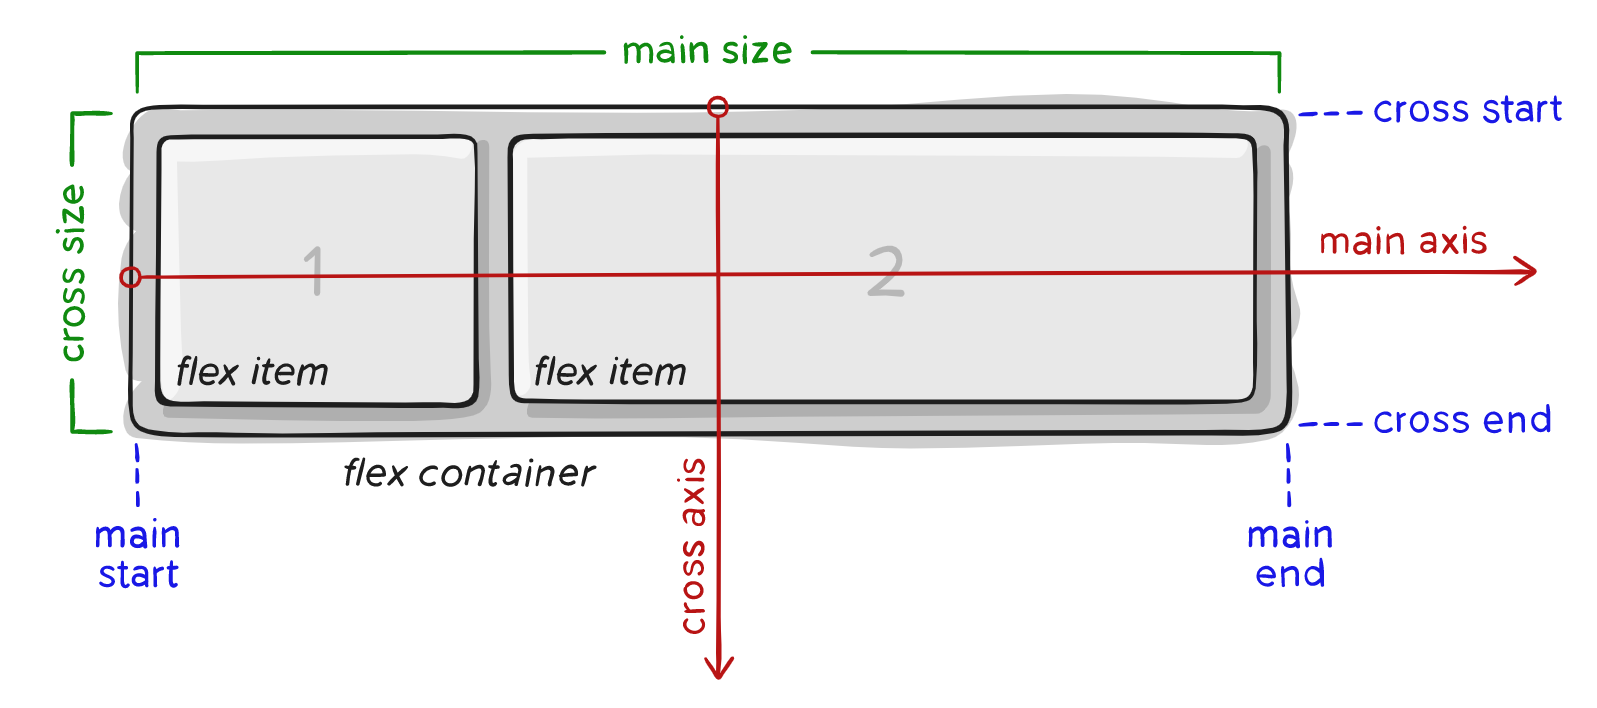 main size
cross start
cross size
main axis
1
2
flex item
flex item
cross end
flex container
cross axis
main
start
main
end